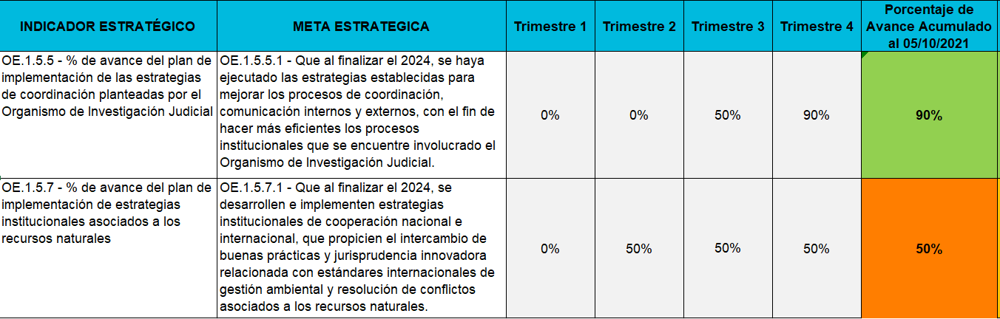 INDICADOR ESTRATÉGICO
META ESTRATEGICA
Trimestre 1
Trimestre 2
Trimestre 3
Trimestre 4
Porcentaje de
Avance Acumulado
al 05/10/2021
OE.1.5.5 - % de avance del plan de
implementación de las estrategias
de coordinación planteadas por el
Organismo de Investigación Judicial
OE.1.5.5.1 - Que al finalizar el 2024, se haya
ejecutado las estrategias establecidas para
mejorar los procesos de coordinación,
comunicación internos y externos, con el fin de
hacer más eficientes los procesos
institucionales que se encuentre involucrado el
Organismo de Investigación Judicial.
0%
0%
50%
90%
90%
OE.1.5.7 - % de avance del plan de
implementación de estrategias
institucionales asociados a los
recursos naturales
OE.1.5.7.1 - Que al finalizar el 2024, se
desarrollen e implementen estrategias
institucionales de cooperación nacional e
internacional, que propicien el intercambio de
buenas prácticas y jurisprudencia innovadora
relacionada con estándares internacionales de
gestión ambiental y resolución de conflictos
asociados a los recursos naturales.
0%
50%
50%
50%
50%